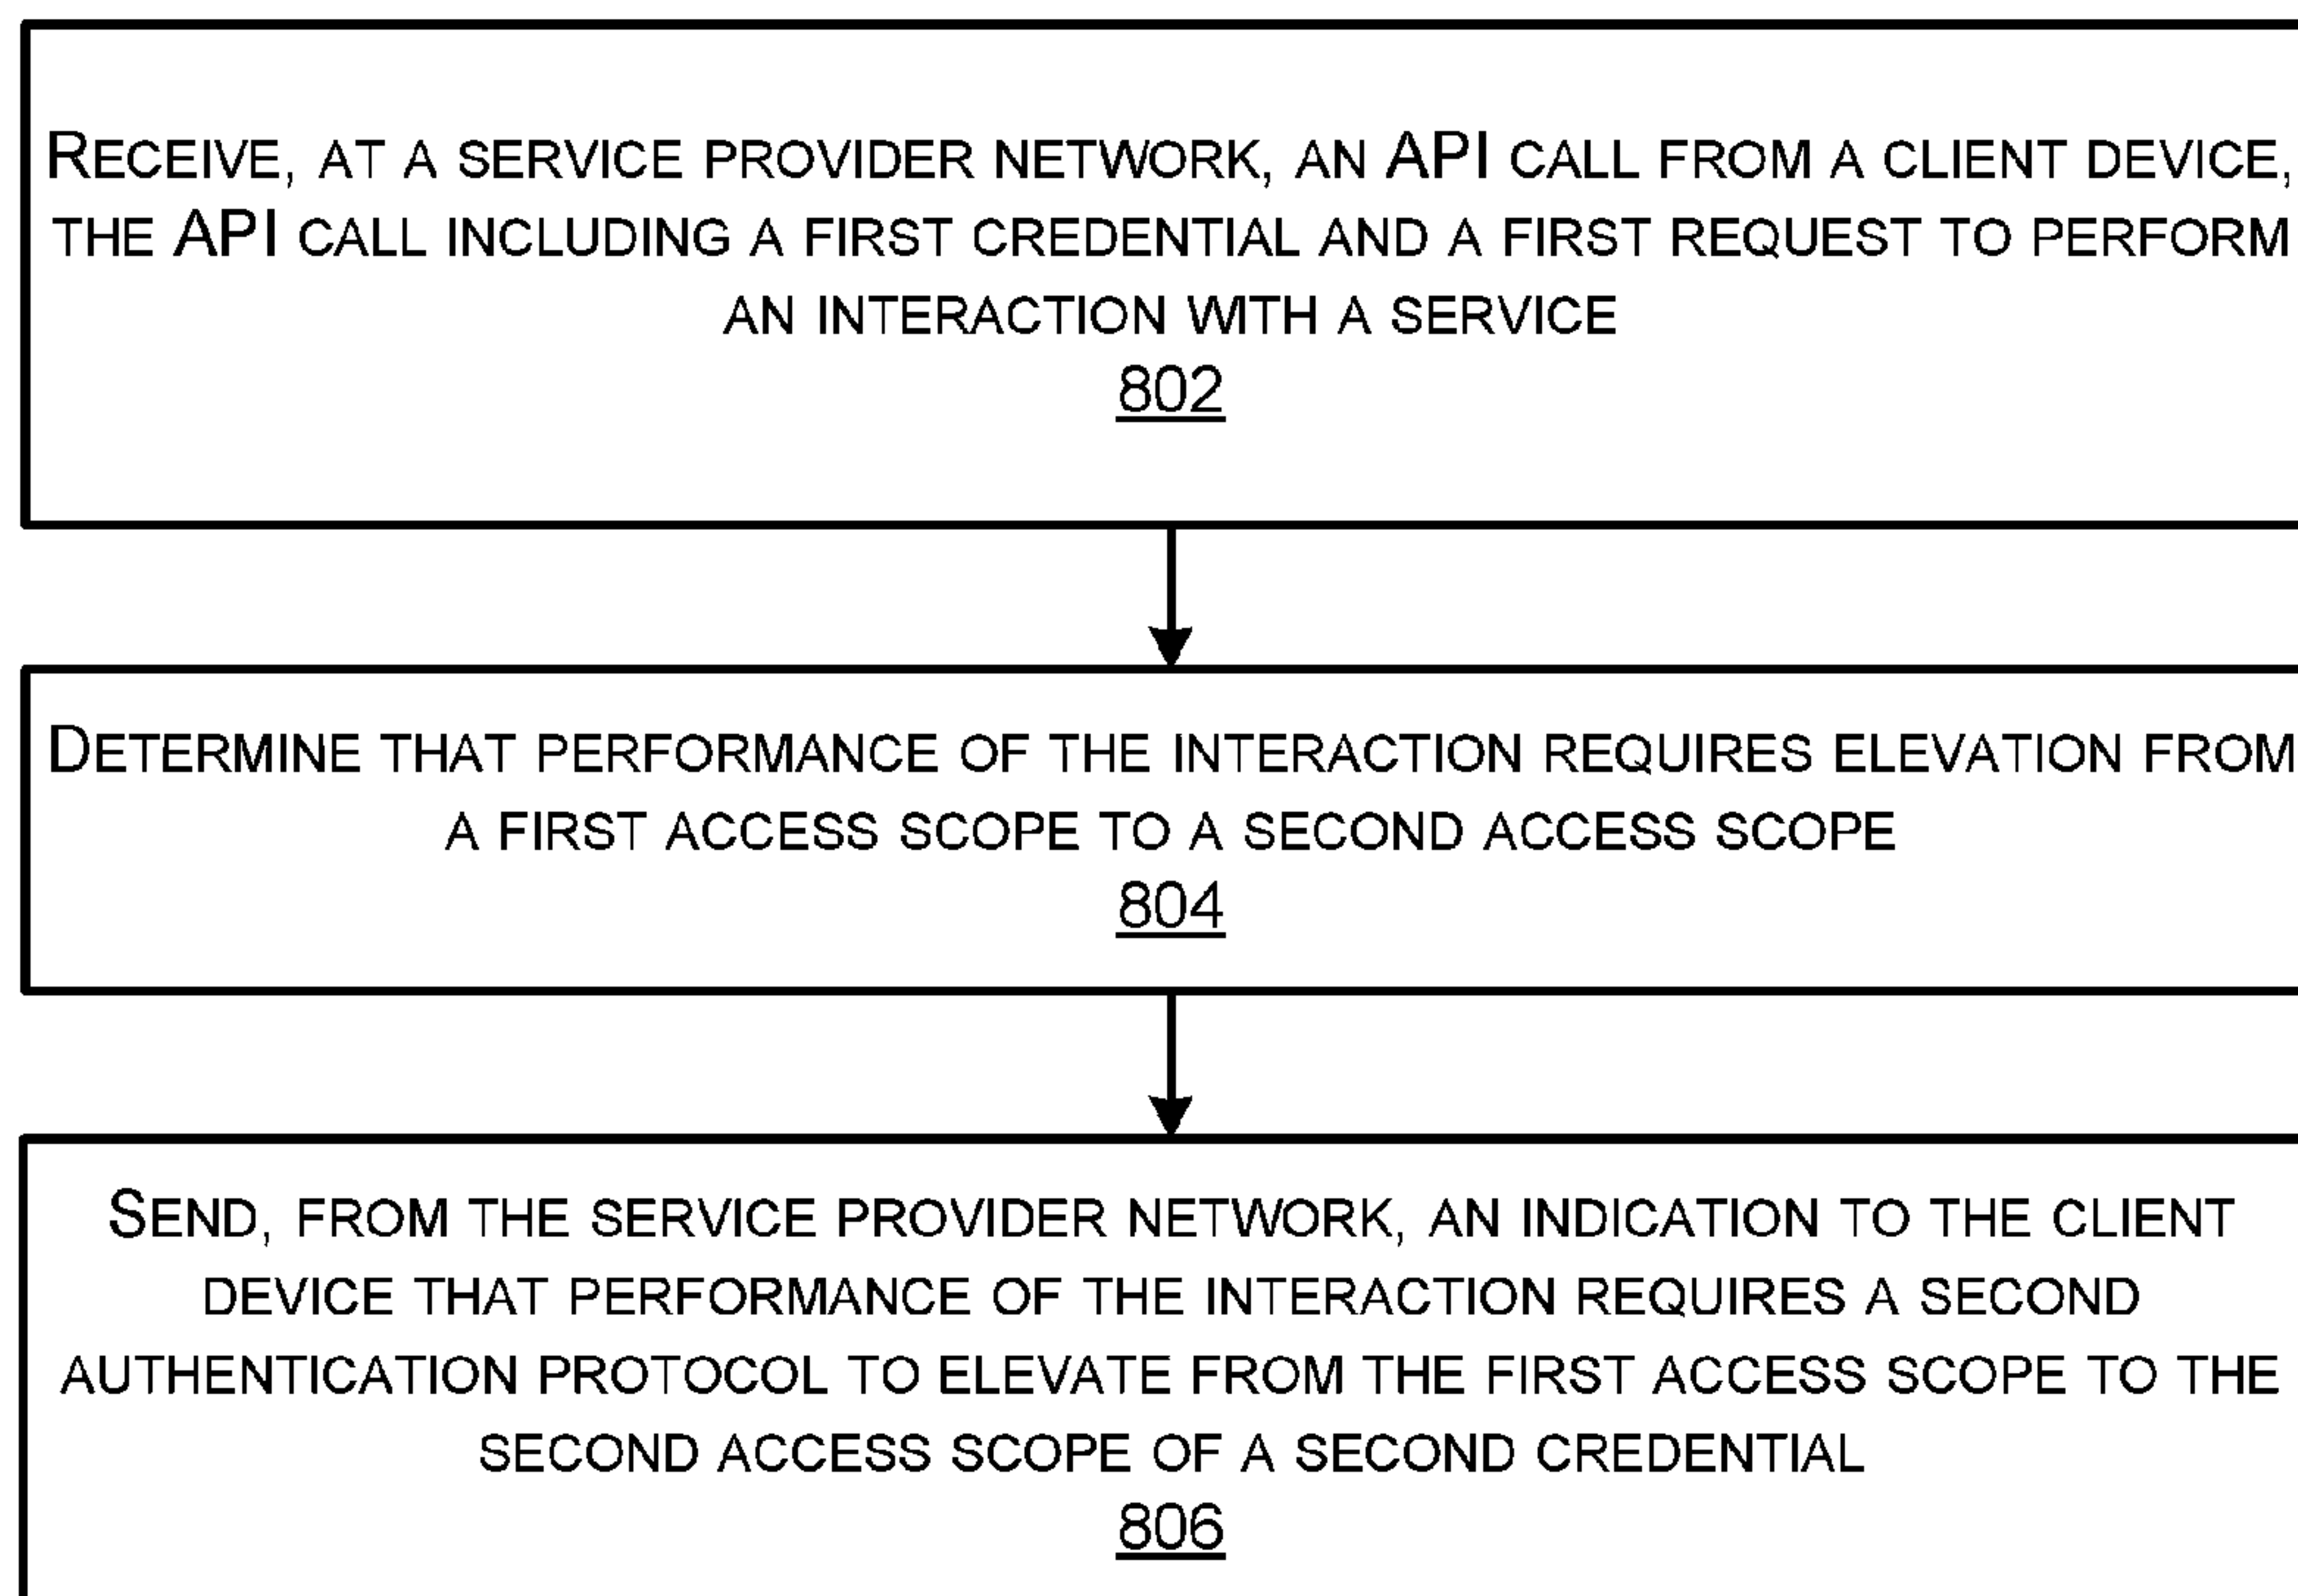 RECEIVE, AT A SERVICE PROVIDER NETWORK, AN API CALL FROM A CLIENT DEVICE,
THE API CALL INCLUDING A FIRST CREDENTIAL AND A FIRST REQUEST TO PERFORM
AN INTERACTION WITH A SERVICE
802
DETERMINE THAT PERFORMANCE OF THE INTERACTION REQUIRES ELEVATION FROM
A FIRST ACCESS SCOPE TO A SECOND ACCESS SCOPE
804
SEND, FROM THE SERVICE PROVIDER NETWORK, AN INDICATION TO THE CLIENT
DEVICE THAT PERFORMANCE OF THE INTERACTION REQUIRES A SECOND
AUTHENTICATION PROTOCOL TO ELEVATE FROM THE FIRST ACCESS SCOPE TO THE
SECOND ACCESS SCOPE OF A SECOND CREDENTIAL
806